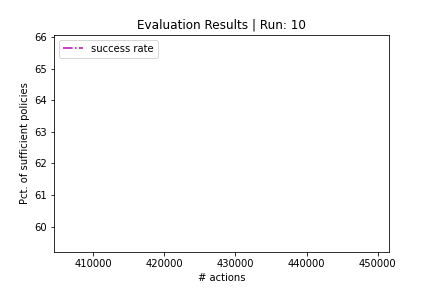 Evaluation Results | Run: 10
success rate
Pct. of sufficient policies
66
65
64
63
62
61
60
410000 420000 430000 440000 450000
# actions